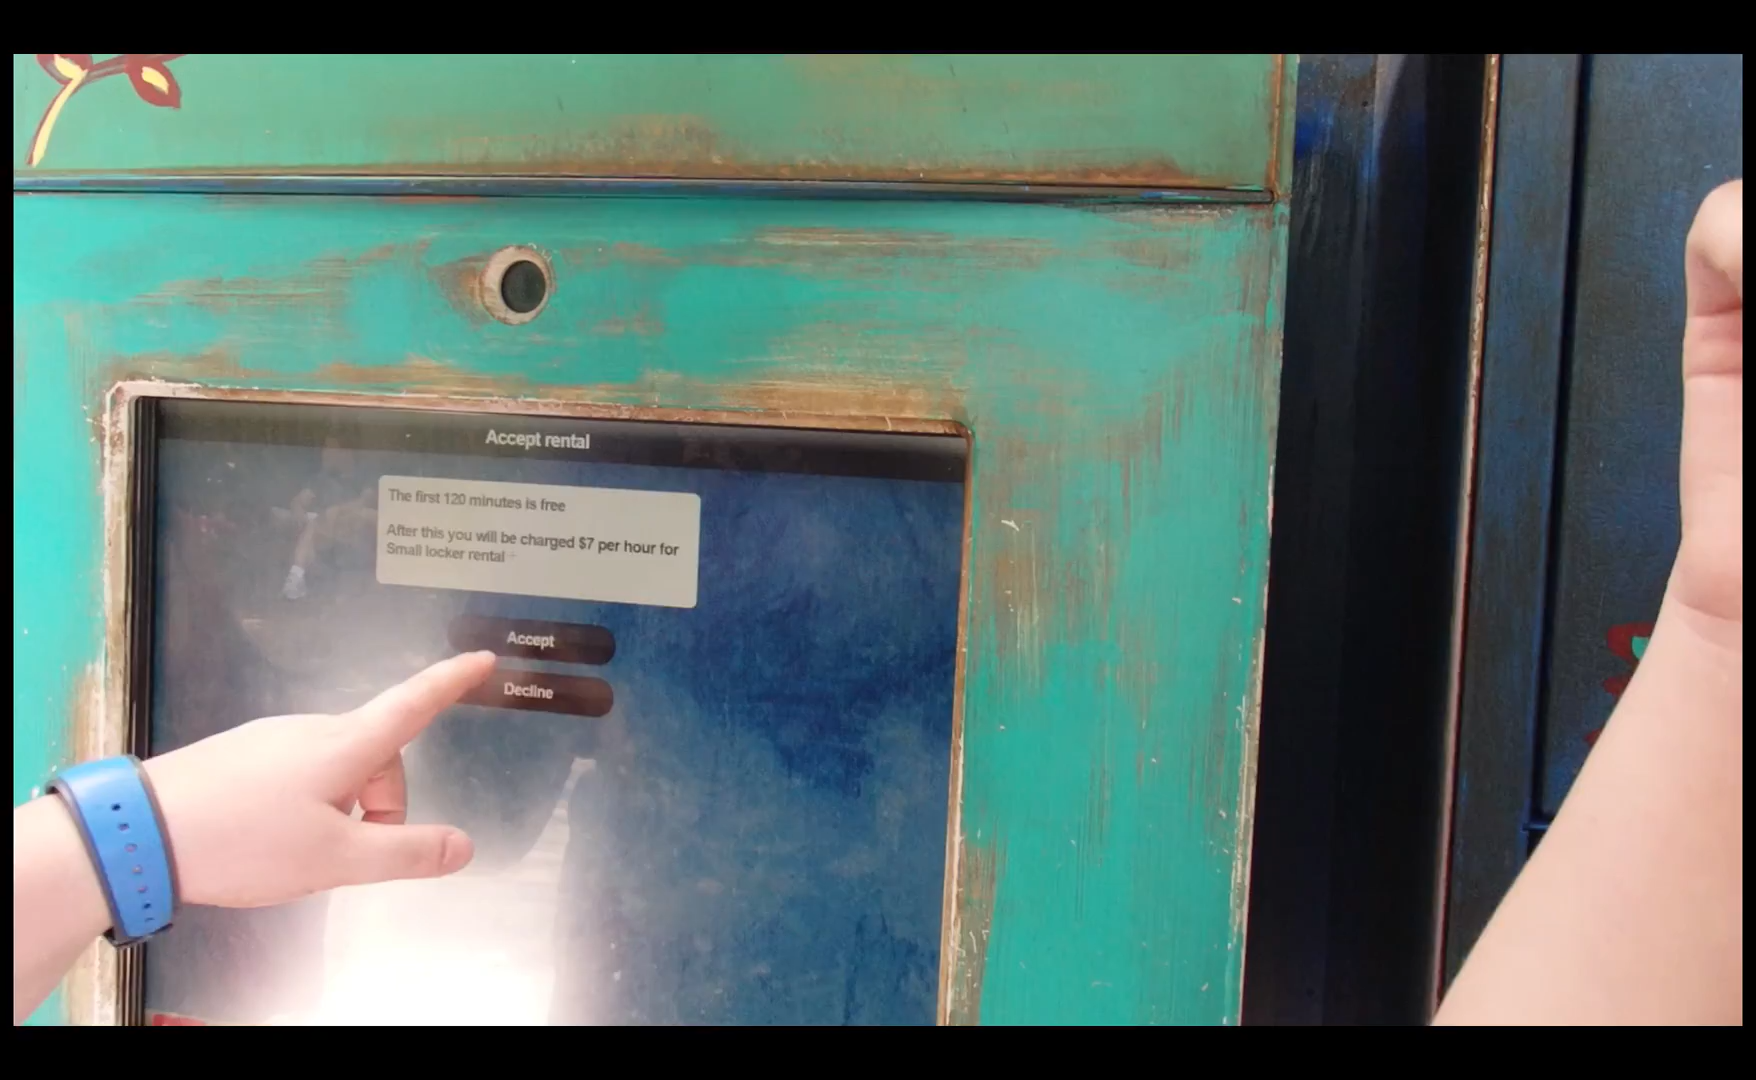 Accept rental
The first 120 minutes is free
After this you will be charged $7 per hour for
Small locker rental
Accept
Decline